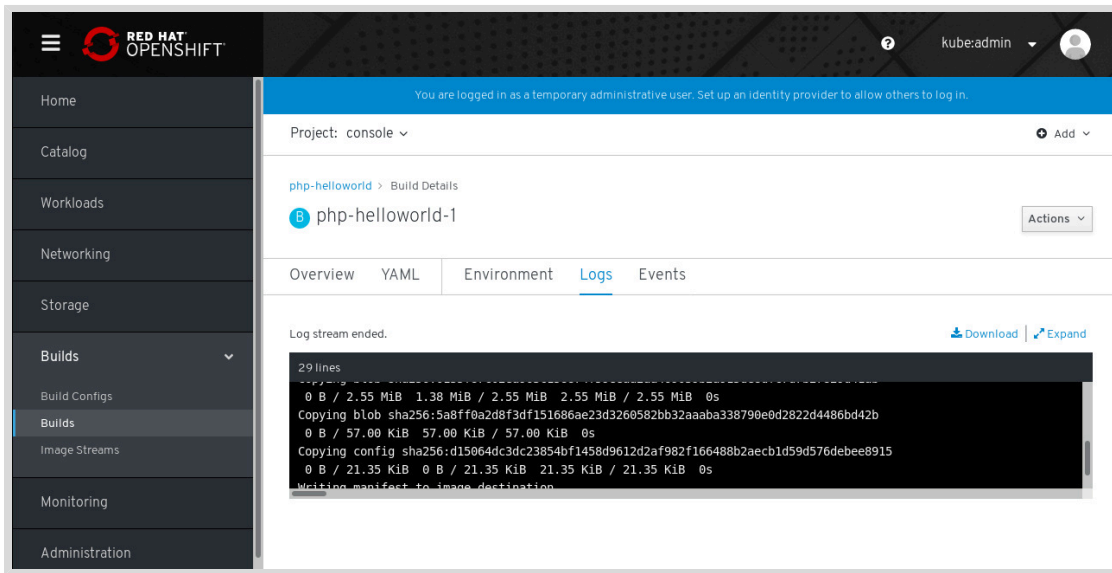 RED HAT
OPENSHIFT
kube:admin
Home
Catalog
Workloads
Networking
Storage
Builds
Build Configs
Builds
Image Streams
Monitoring
Administration
You are logged in as a temporary administrative user. Set up an identity provider to allow others to log in.
Project: console
Add
php-helloworld > Build Details
B php-helloworld-1
Actions
Overview YAML Environment Logs Events
Log stream ended.
Download Expand
29 lines
0 B / 2.55 MiB 1.38 MiB / 2.55 MiB 2.55 MiB / 2.55 MiB 0s
Copying blob sha256:5a8ff0a2d8f3df151686ae23d3260582bb32aaaba338790e0d2822d4486bd42b
0 B / 57.00 KiB 57.00 KiB / 57.00 KiB 0s
Copying config sha256:d15064dc3dc23854bf1458d9612d2af982f166488b2aecb1d59d576debee8915
0 B / 21.35 KiB 0 B / 21.35 KiB 21.35 KiB / 21.35 KiB 0s
Writing manifest to image destination